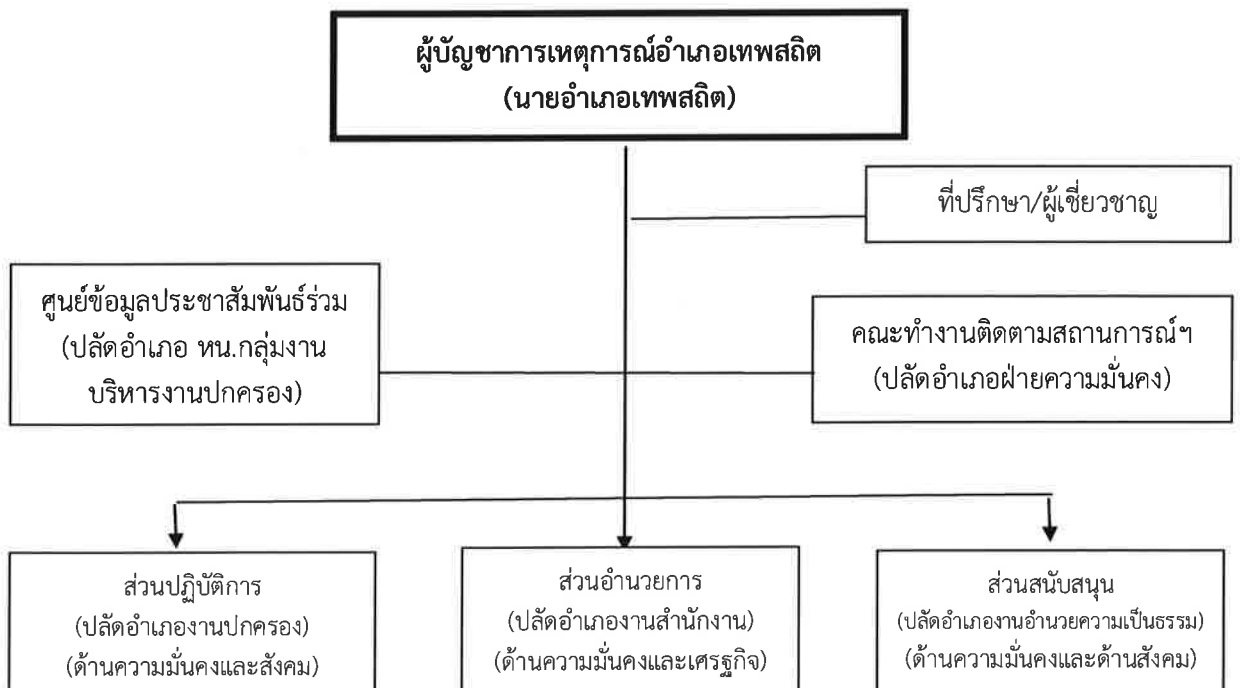 ผู้บัญชาการเหตุการณ์อำเภอเทพสถิต
(นายอำเภอเทพสถิต)
ที่ปรึกษา/ผู้เชี่ยวชาญ
ศูนย์ข้อมูลประชาสัมพันธ์ร่วม
(ปลัดอำเภอ หน.กลุ่มงาน
บริหารงานปกครอง)
คณะทำงานติดตามสถานการณ์ฯ
(ปลัดอำเภอฝ่ายความมั่นคง)
ส่วนปฏิบัติการ
(ปลัดอำเภองานปกครอง)
(ด้านความมั่นคงและสังคม)
ส่วนอำนวยการ
(ปลัดอำเภองานสำนักงาน)
(ด้านความมั่นคงและเศรษฐกิจ)
ส่วนสนับสนุน
(ปลัดอำเภองานอำนวยความเป็นธรรม)
(ด้านความมั่นคงและด้านสังคม)